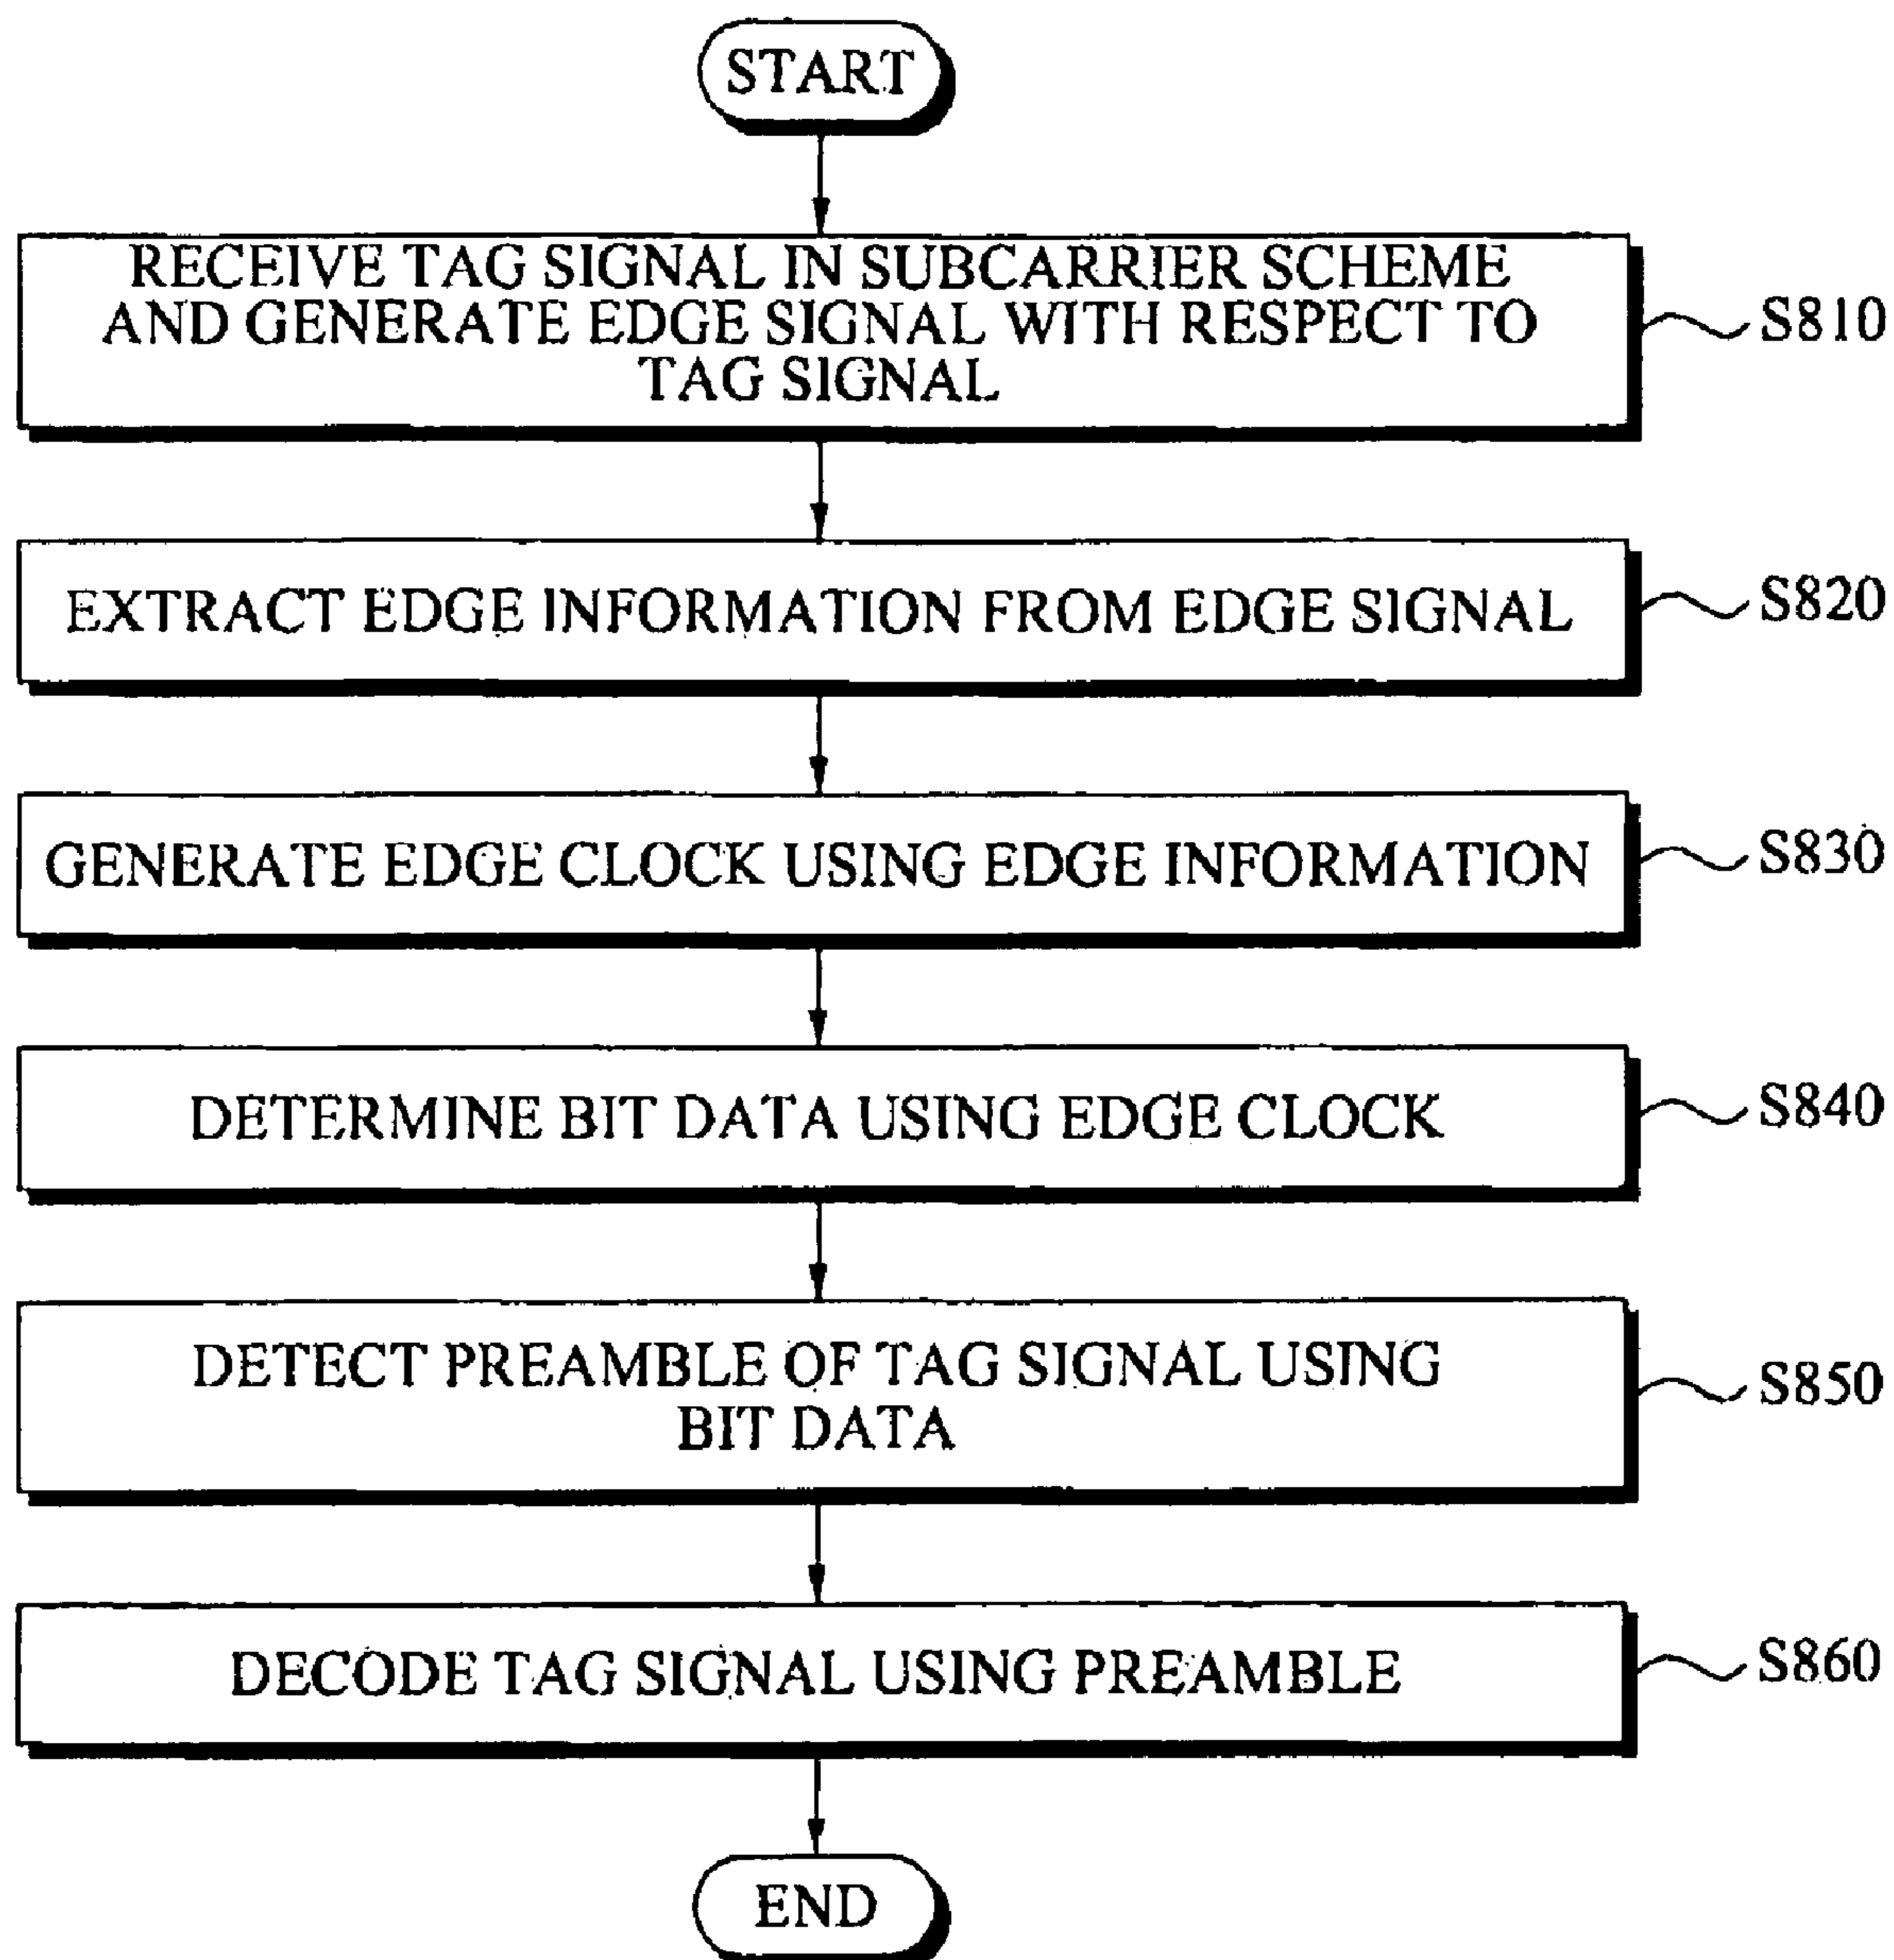 START
RECEIVE TAG SIGNAL IN SUBCARRIER SCHEME
AND GENERATE EDGE SIGNAL WITH RESPECT TO
TAG SIGNAL
S810
EXTRACT EDGE INFORMATION FROM EDGE SIGNAL
S820
GENERATE EDGE CLOCK USING EDGE INFORMATION
S830
DETERMINE BIT DATA USING EDGE CLOCK
S840
DETECT PREAMBLE OF TAG SIGNAL USING
BIT DATA
S850
DECODE TAG SIGNAL USING PREAMBLE
S860
END